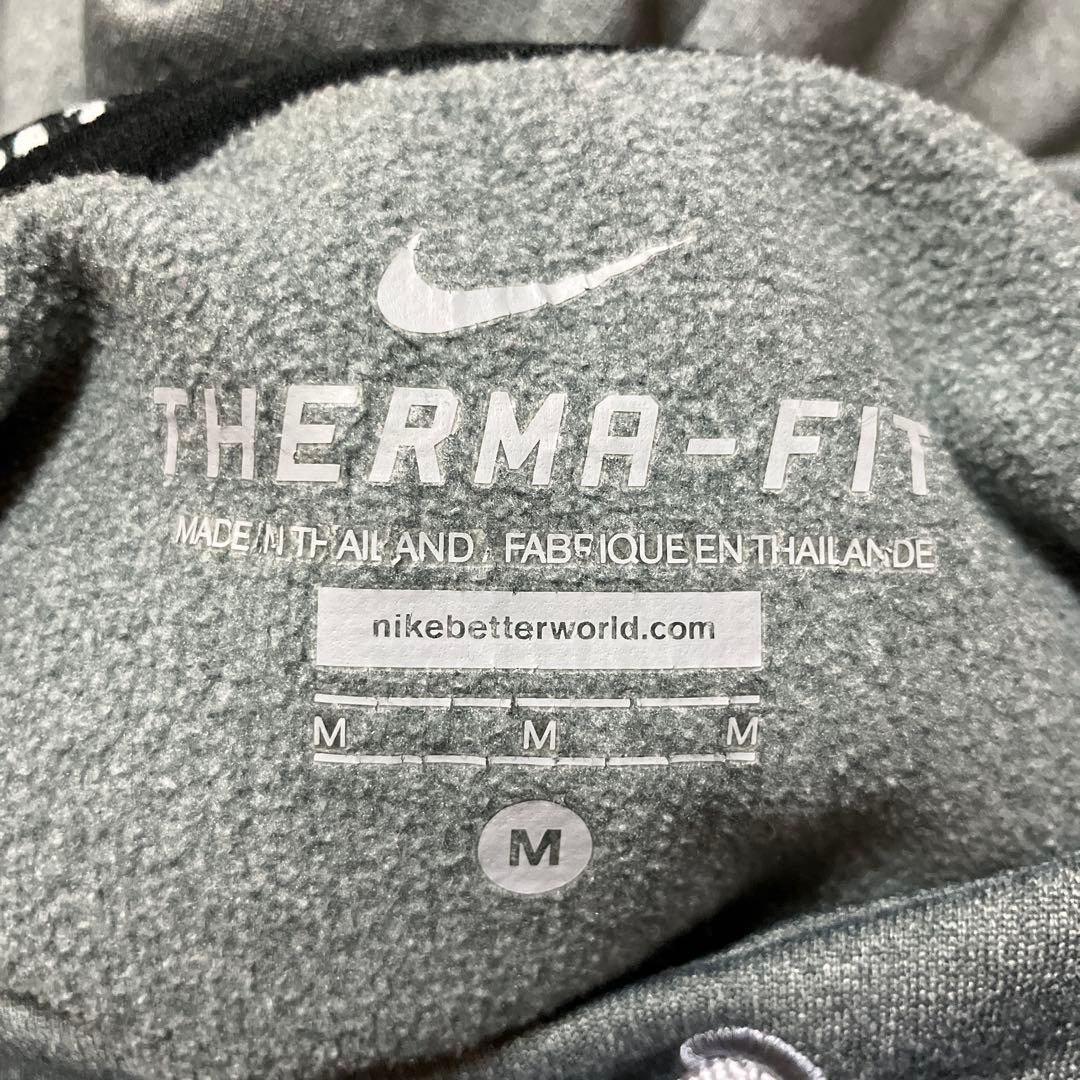 THERMA-FIT
MADE IN THAILAND / FABRIQUE EN THAILANDE
nikebetterworld.com
M M M
M